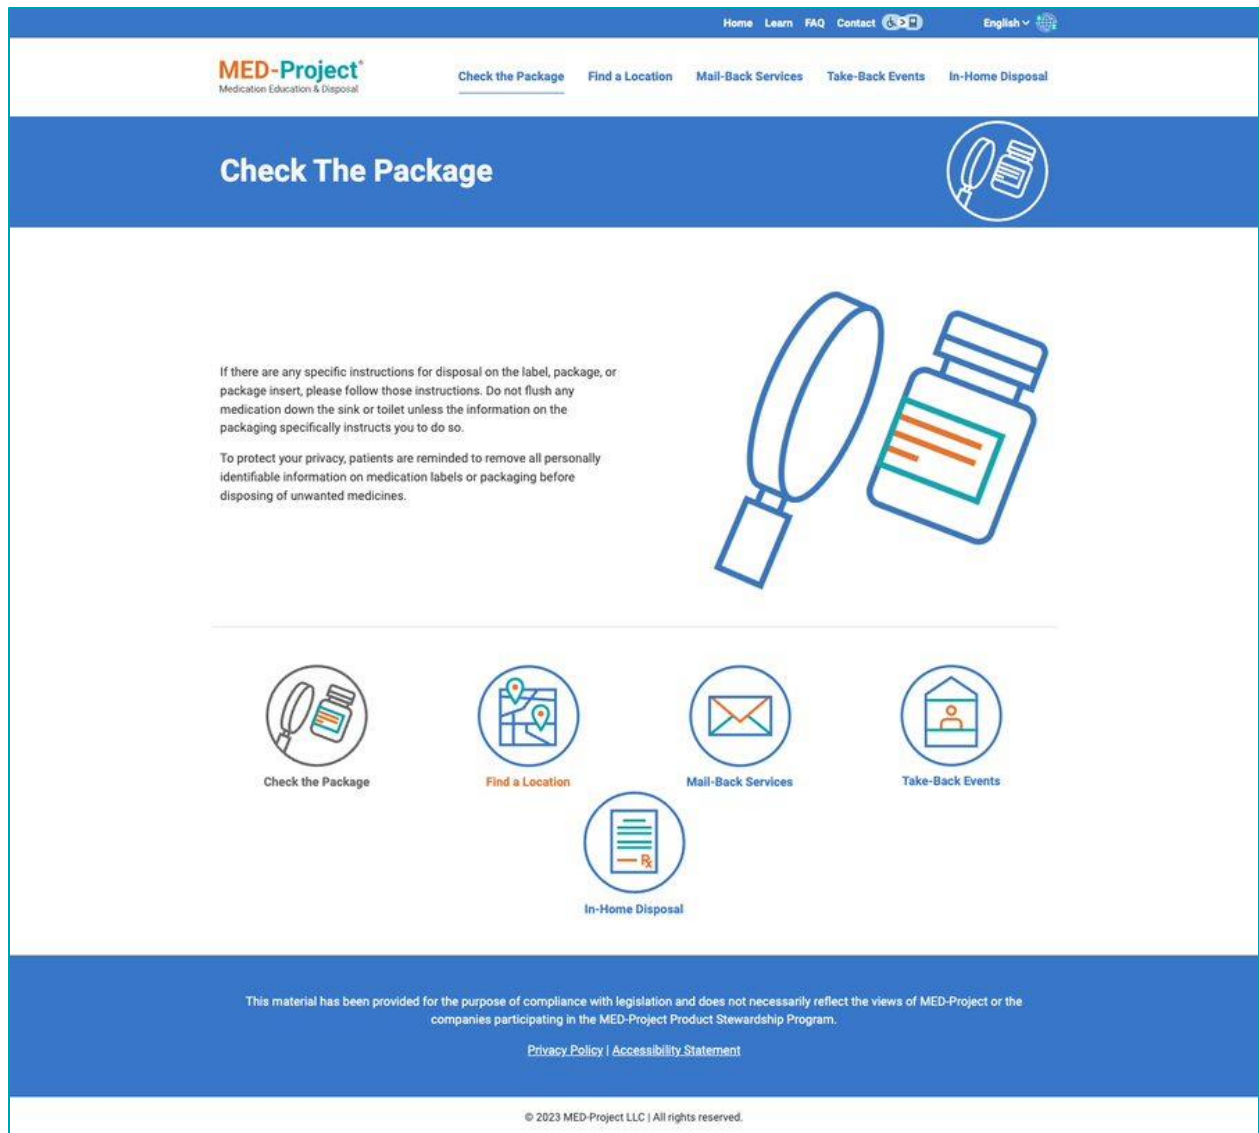 Home Learn FAQ Contact English
MED-Project®
Medication Education & Disposal
Check the Package Find a Location Mail-Back Services Take-Back Events In-Home Disposal
Check The Package
If there are any specific instructions for disposal on the label, package, or
package insert, please follow those instructions. Do not flush any
medication down the sink or toilet unless the information on the
packaging specifically instructs you to do so.
To protect your privacy, patients are reminded to remove all personally
identifiable information on medication labels or packaging before
disposing of unwanted medicines.
Check the Package
Find a Location
Mail-Back Services
Take-Back Events
Rx
In-Home Disposal
This material has been provided for the purpose of compliance with legislation and does not necessarily reflect the views of MED-Project or the
companies participating in the MED-Project Product Stewardship Program.
Privacy Policy | Accessibility Statement
© 2023 MED-Project LLC | All rights reserved.